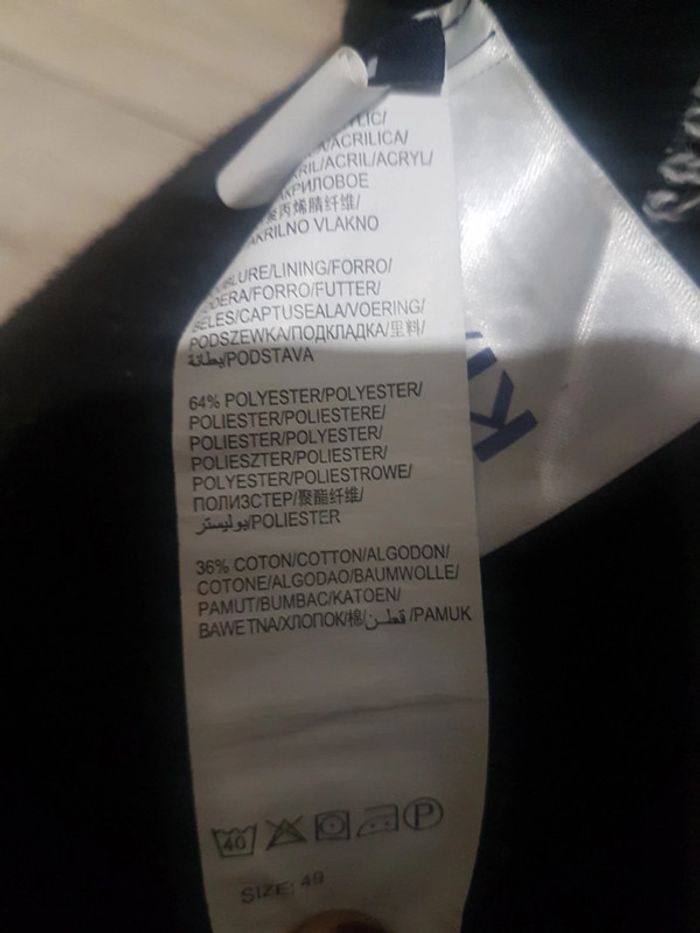 ACRILICA/
ACRIL/ACRYL/
АКРИЛОВОЕ
聚丙烯腈纤维/
AKRILNO VLAKNO
LINING/FORRO/
FORRO/FUTTER/
BELES/CAPTUSEALA/VOERING/
PODSZEWKA/ПОДКЛАДКА/里料/
بطانة/PODSTAVA
64% POLYESTER/POLYESTER/
POLIESTER/POLIESTERE/
POLIESTER/POLYESTER/
POLIESZTER/POLIESTER/
POLYESTER/POLIESTROWE/
ПОЛИЭСТЕР/聚酯纤维/
بوليستر/POLIESTER
36% COTON/COTTON/ALGODON/
COTONE/ALGODAO/BAUMWOLLE/
PAMUT/BUMBAC/KATOEN/
BAWETNA/ХЛОПОК/棉/قطن /PAMUK
40 P
SIZE: 49